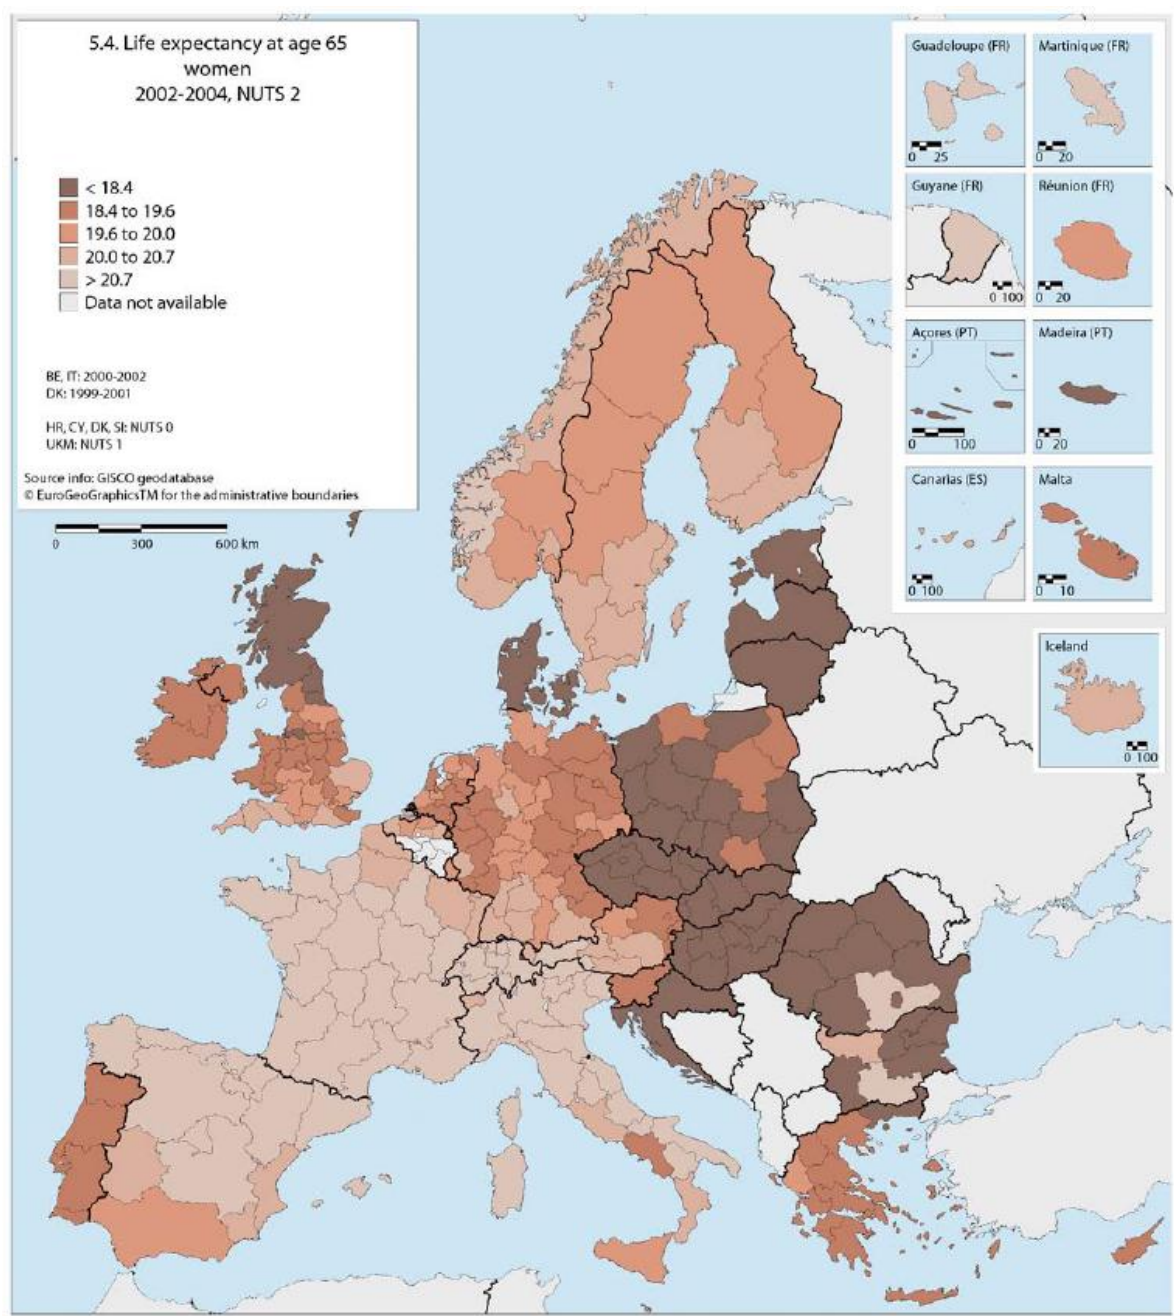 5.4. Life expectancy at age 65
women
2002-2004, NUTS 2
< 18.4
18.4 to 19.6
19.6 to 20.0
20.0 to 20.7
> 20.7
Data not available
BE, IT: 2000-2002
DK: 1999-2001
HR, CY, DK, SI: NUTS 0
UKM: NUTS 1
Source info: GISCO geodatabase
© EuroGeoGraphicsTM for the administrative boundaries
0 300 600 km
Guadeloupe (FR)
0 25
Martinique (FR)
0 20
Guyane (FR)
0 100
Réunion (FR)
0 20
Açores (PT)
0 100
Madeira (PT)
0 20
Canarias (ES)
0 100
Malta
0 10
Iceland
0 100